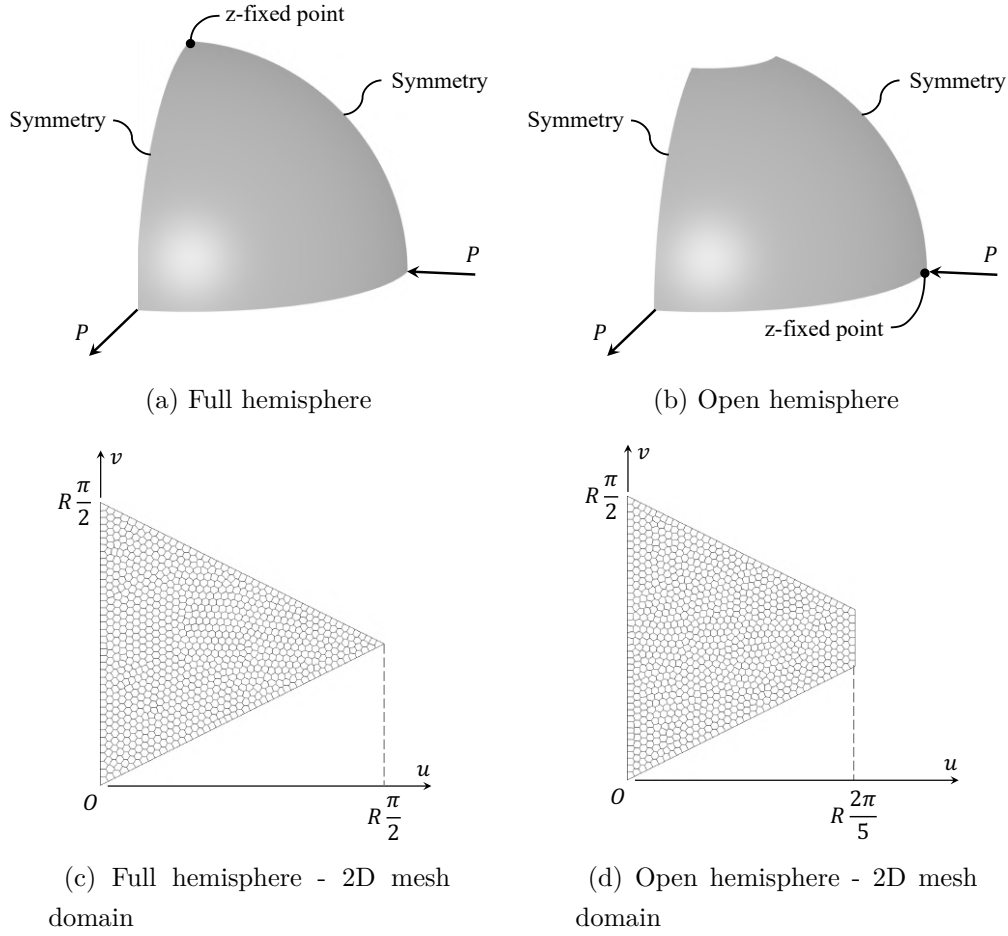 z-fixed point
Symmetry
Symmetry
P
P
(a) Full hemisphere
Symmetry
Symmetry
P
P
z-fixed point
(b) Open hemisphere
v
R π/2
u
O
R π/2
(c) Full hemisphere - 2D mesh
domain
v
R π/2
u
O
R 2π/5
(d) Open hemisphere - 2D mesh
domain